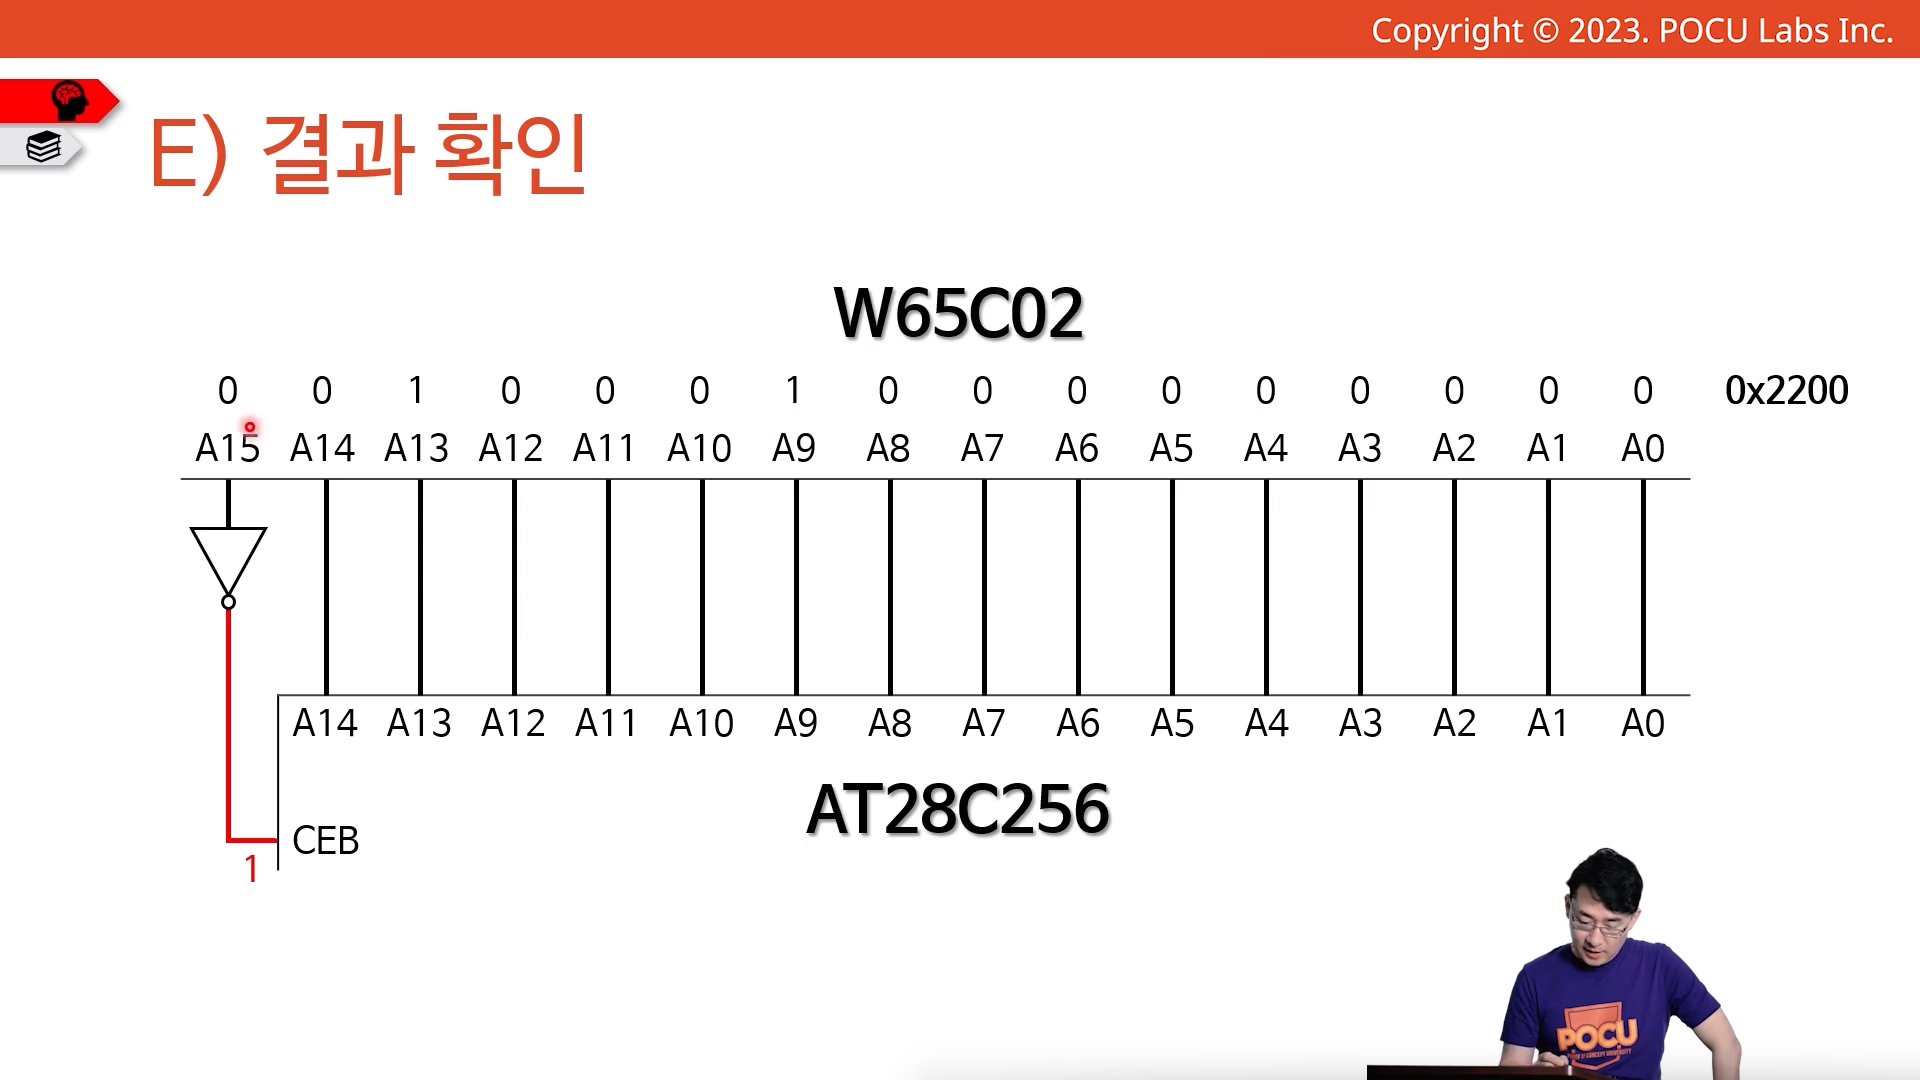 Copyright © 2023. POCU Labs Inc.
E) 결과 확인
W65C02
0 0 1 0 0 0 1 0 0 0 0 0 0 0 0 0 0x2200
A15 A14 A13 A12 A11 A10 A9 A8 A7 A6 A5 A4 A3 A2 A1 A0
A14 A13 A12 A11 A10 A9 A8 A7 A6 A5 A4 A3 A2 A1 A0
AT28C256
CEB
1
POCU